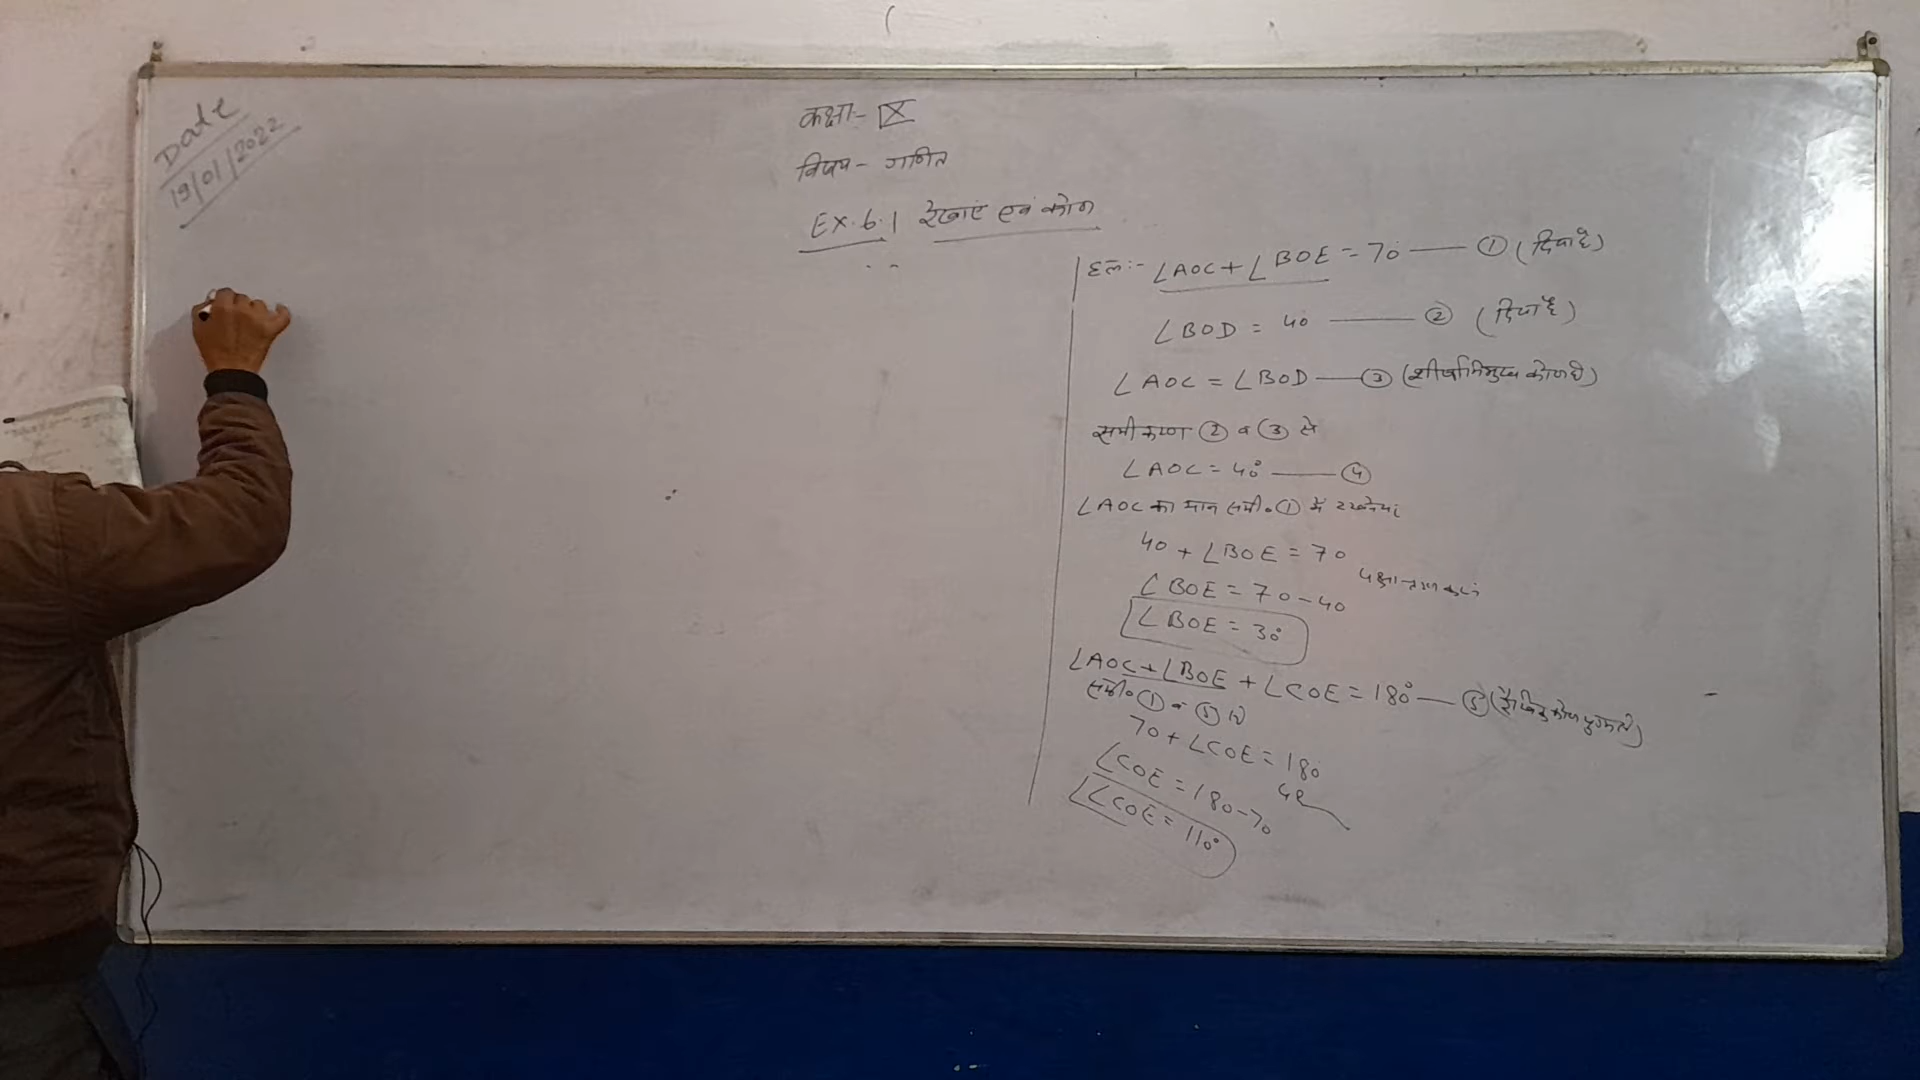 Date
19/01/2022
कक्षा- IX
विषय- गणित
Ex. 6.1 रेखाएं एवं कोण
हल:- ∠AOC + ∠BOE = 70° —— ① (दिया है)
∠BOD = 40° —— ② (दिया है)
∠AOC = ∠BOD —— ③ (शीर्षाभिमुख कोण है)
समीकरण ② व ③ से
∠AOC = 40° —— ④
∠AOC का मान समी० ① में रखने पर
40 + ∠BOE = 70
पक्षान्तरण करने
∠BOE = 70 - 40
∠BOE = 30°
∠AOC + ∠BOE + ∠COE = 180° —— ⑤ (रैखिक कोण युग्म से)
समी० ① व ⑤ से
70 + ∠COE = 180
∠COE = 180 - 70
∠COE = 110°